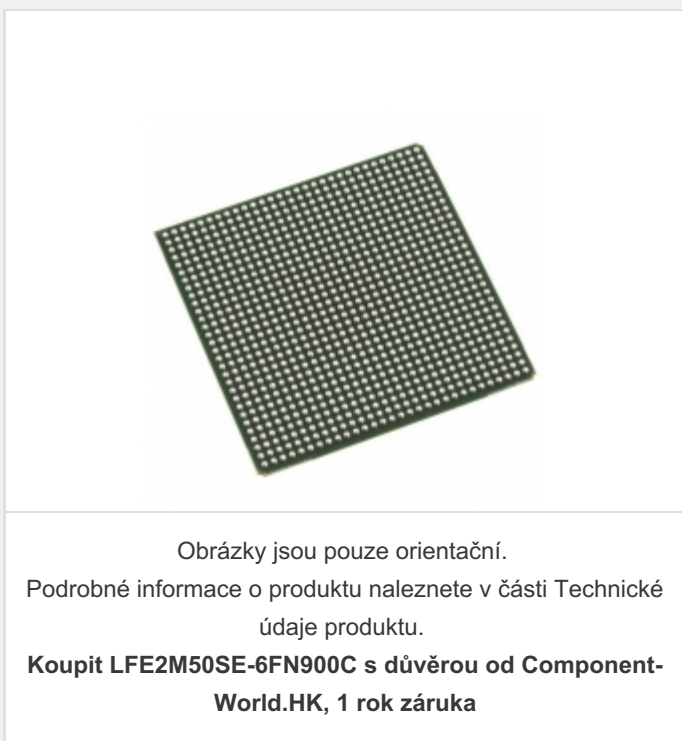 Obrázky jsou pouze orientační.
Podrobné informace o produktu naleznete v části Technické
údaje produktu.
Koupit LFE2M50SE-6FN900C s důvěrou od Component-
World.HK, 1 rok záruka